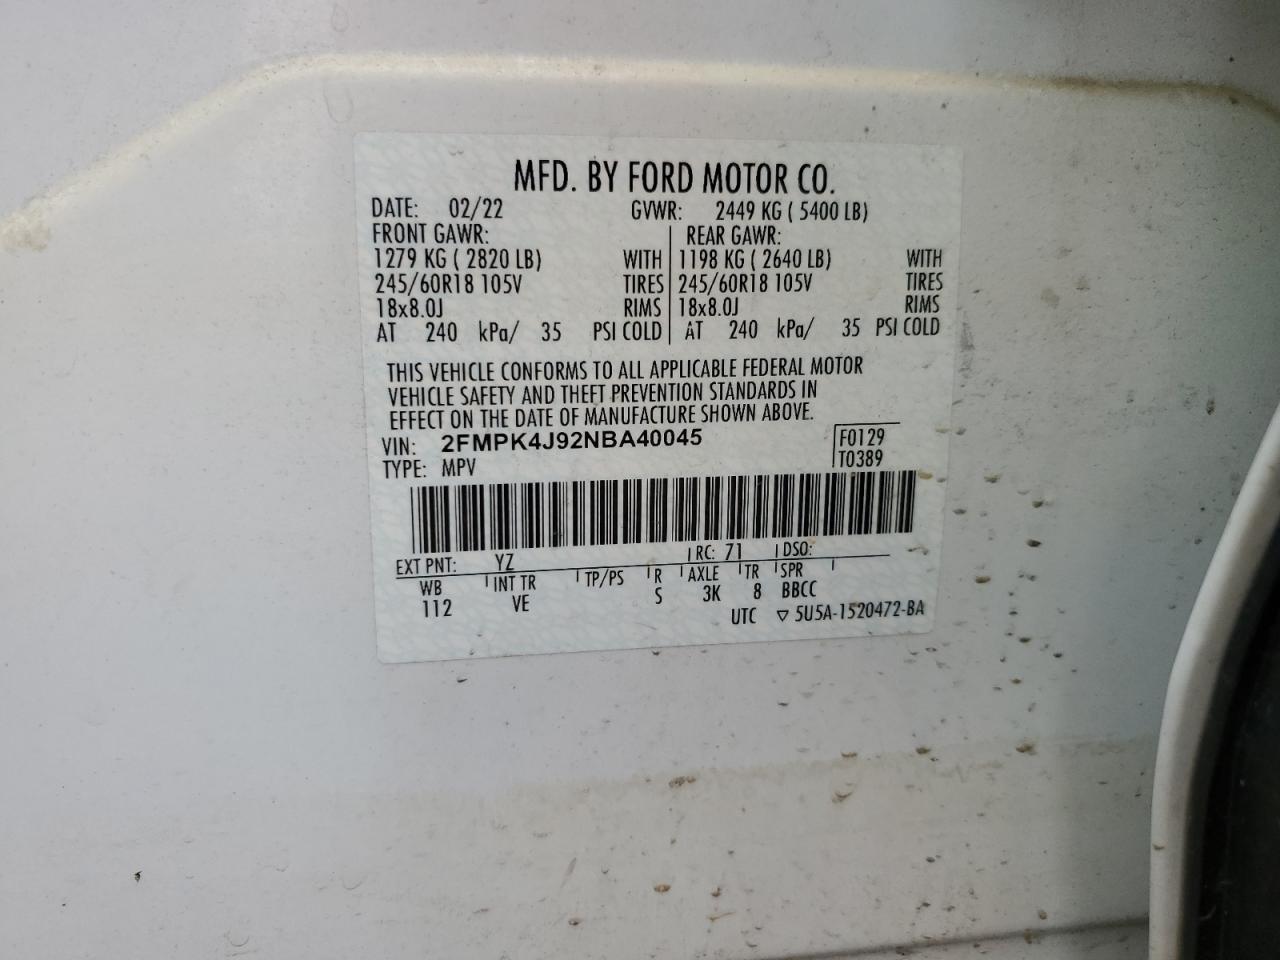 MFD. BY FORD MOTOR CO.
DATE: 02/22 GVWR: 2449 KG ( 5400 LB)
FRONT GAWR: REAR GAWR:
1279 KG ( 2820 LB) WITH 1198 KG ( 2640 LB) WITH
245/60R18 105V TIRES 245/60R18 105V TIRES
18x8.0J RIMS 18x8.0J RIMS
AT 240 kPa/ 35 PSI COLD AT 240 kPa/ 35 PSI COLD
THIS VEHICLE CONFORMS TO ALL APPLICABLE FEDERAL MOTOR
VEHICLE SAFETY AND THEFT PREVENTION STANDARDS IN
EFFECT ON THE DATE OF MANUFACTURE SHOWN ABOVE.
VIN: 2FMPK4J92NBA40045 F0129
TYPE: MPV T0389
EXT PNT: YZ RC: 71 DSO:
WB INT TR TP/PS R AXLE TR SPR
112 VE S 3K 8 BBCC
UTC ▽ 5U5A-1520472-BA